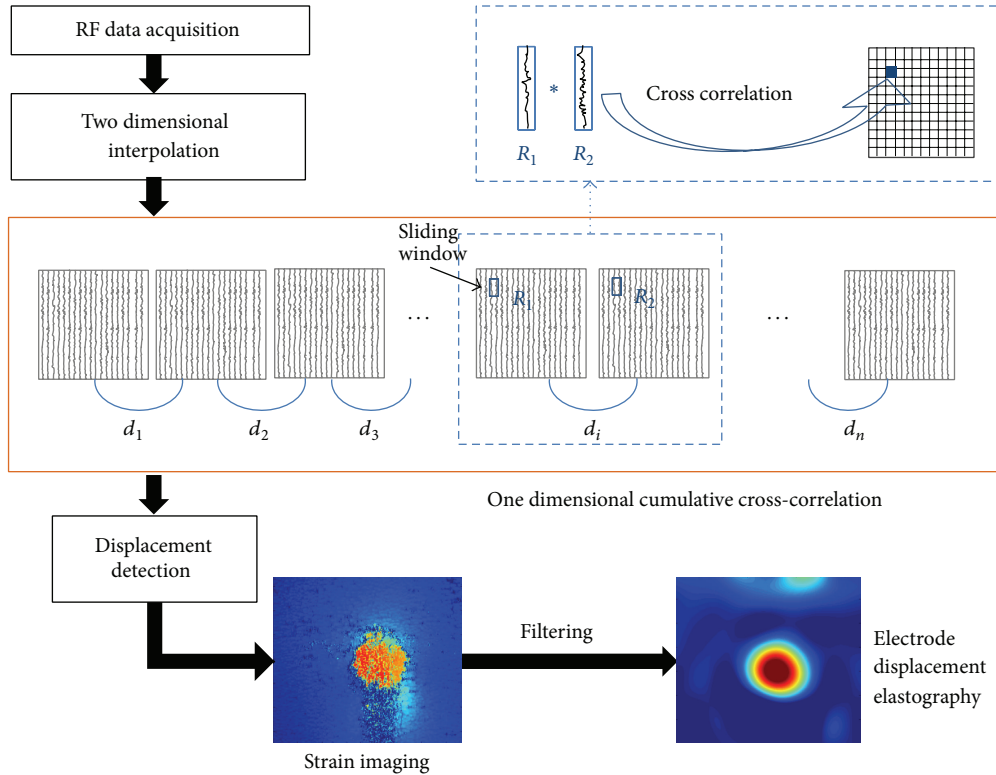 RF data acquisition
Two dimensional
interpolation
R1
*
R2
Cross correlation
Sliding
window
R1
R2
...
...
d1
d2
d3
di
dn
One dimensional cumulative cross-correlation
Displacement
detection
Filtering
Electrode
displacement
elastography
Strain imaging